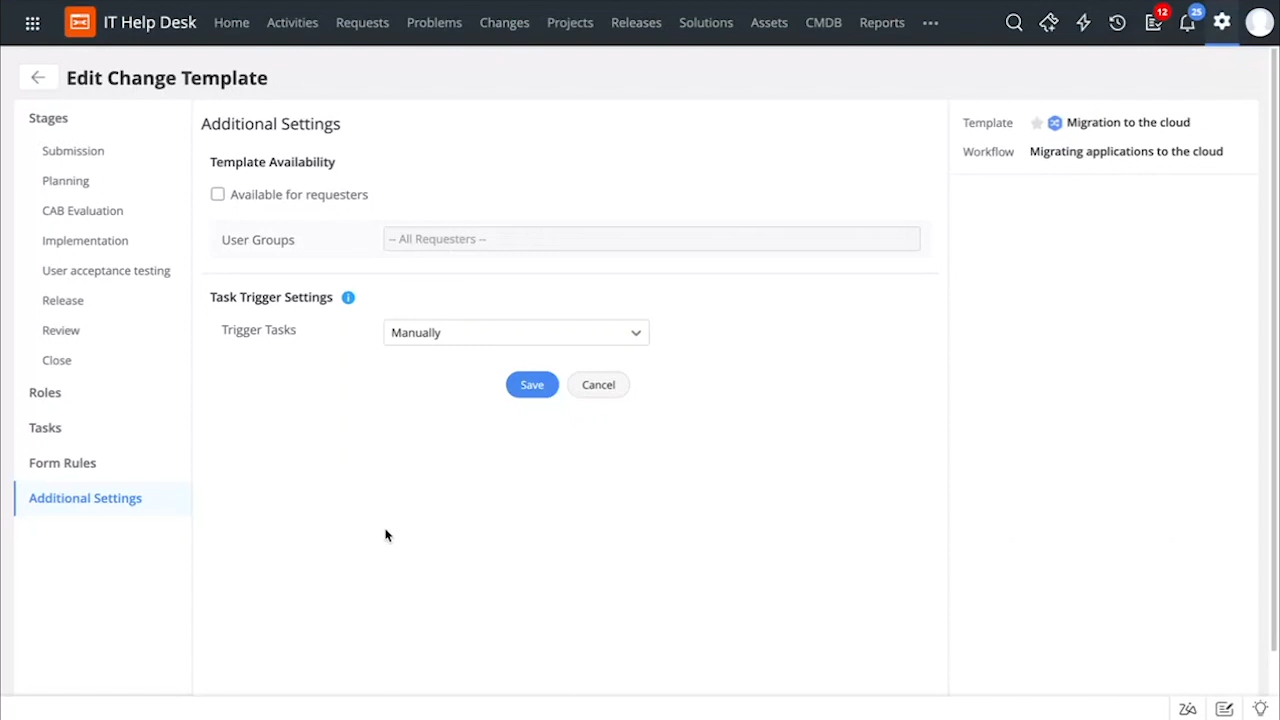 IT Help Desk Home Activities Requests Problems Changes Projects Releases Solutions Assets CMDB Reports 12 25
Edit Change Template
Stages
Submission
Planning
CAB Evaluation
Implementation
User acceptance testing
Release
Review
Close
Roles
Tasks
Form Rules
Additional Settings
Additional Settings
Template Availability
Available for requesters
User Groups -- All Requesters --
Task Trigger Settings
Trigger Tasks Manually
Save Cancel
Template Migration to the cloud
Workflow Migrating applications to the cloud